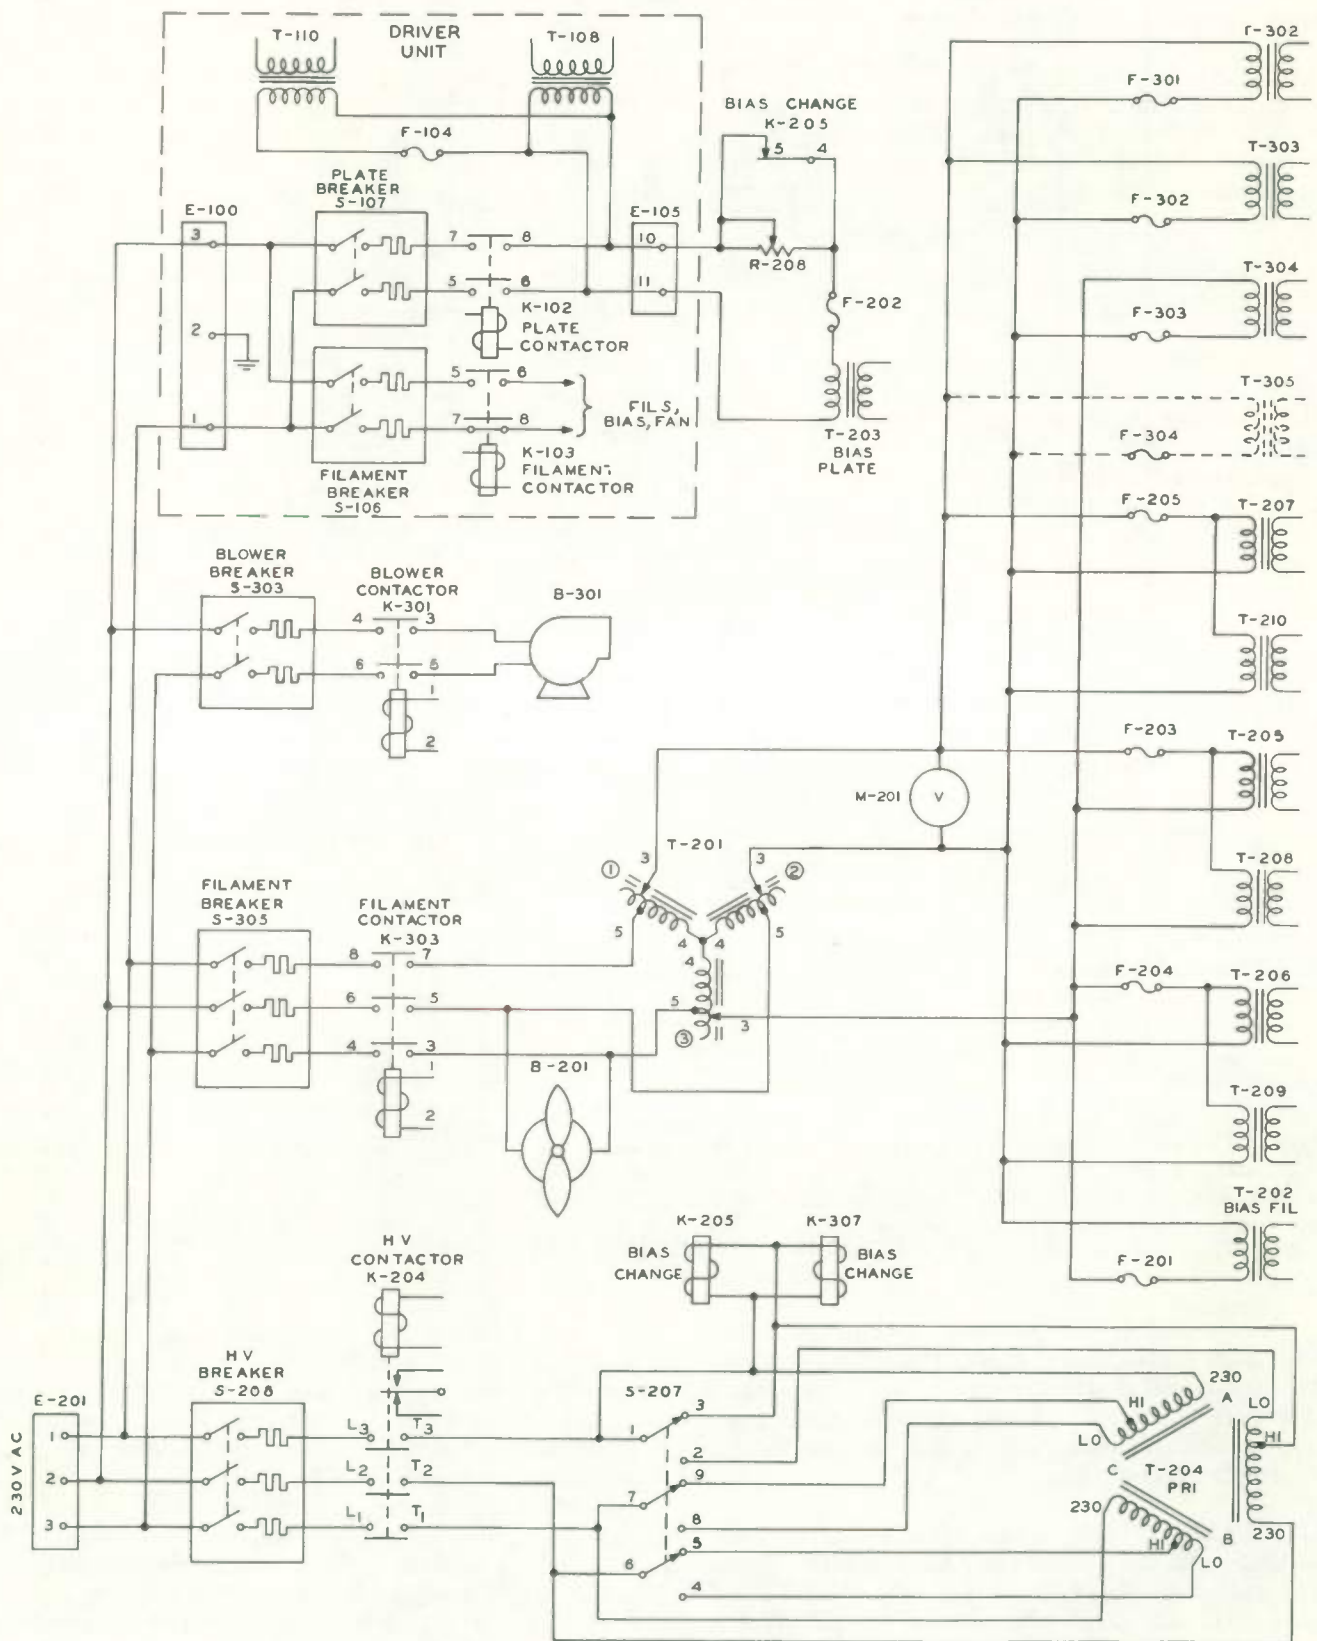 T-110
DRIVER
UNIT
T-108
F-104
PLATE
BREAKER
S-107
E-100
3
2
1
7 8
5 6
K-102
PLATE
CONTACTOR
E-105
10
11
5 6
7 8
FILS,
BIAS, FAN
K-103
FILAMENT
CONTACTOR
FILAMENT
BREAKER
S-106
BIAS CHANGE
K-205
5 4
R-208
F-202
T-203
BIAS
PLATE
T-302
F-301
T-303
F-302
T-304
F-303
T-305
F-304
F-205
T-207
T-210
F-203
T-205
T-208
F-204
T-206
T-209
T-202
BIAS FIL
F-201
BLOWER
BREAKER
S-303
BLOWER
CONTACTOR
K-301
4 3
6 5
1
2
B-301
M-201
V
T-201
1 3 3 2
5 4 4 5
4
5
3 3
FILAMENT
BREAKER
S-305
FILAMENT
CONTACTOR
K-303
8 7
6 5
4 3
1
2
B-201
K-205
BIAS
CHANGE
K-307
BIAS
CHANGE
HV
CONTACTOR
K-204
HV
BREAKER
S-208
E-201
230V AC
1
2
3
L3 T3
L2 T2
L1 T1
S-207
1 3
2
7 9
8
6 5
4
230
HI
LO
A
LO
HI
230
C
T-204
PRI
230
HI
B
LO